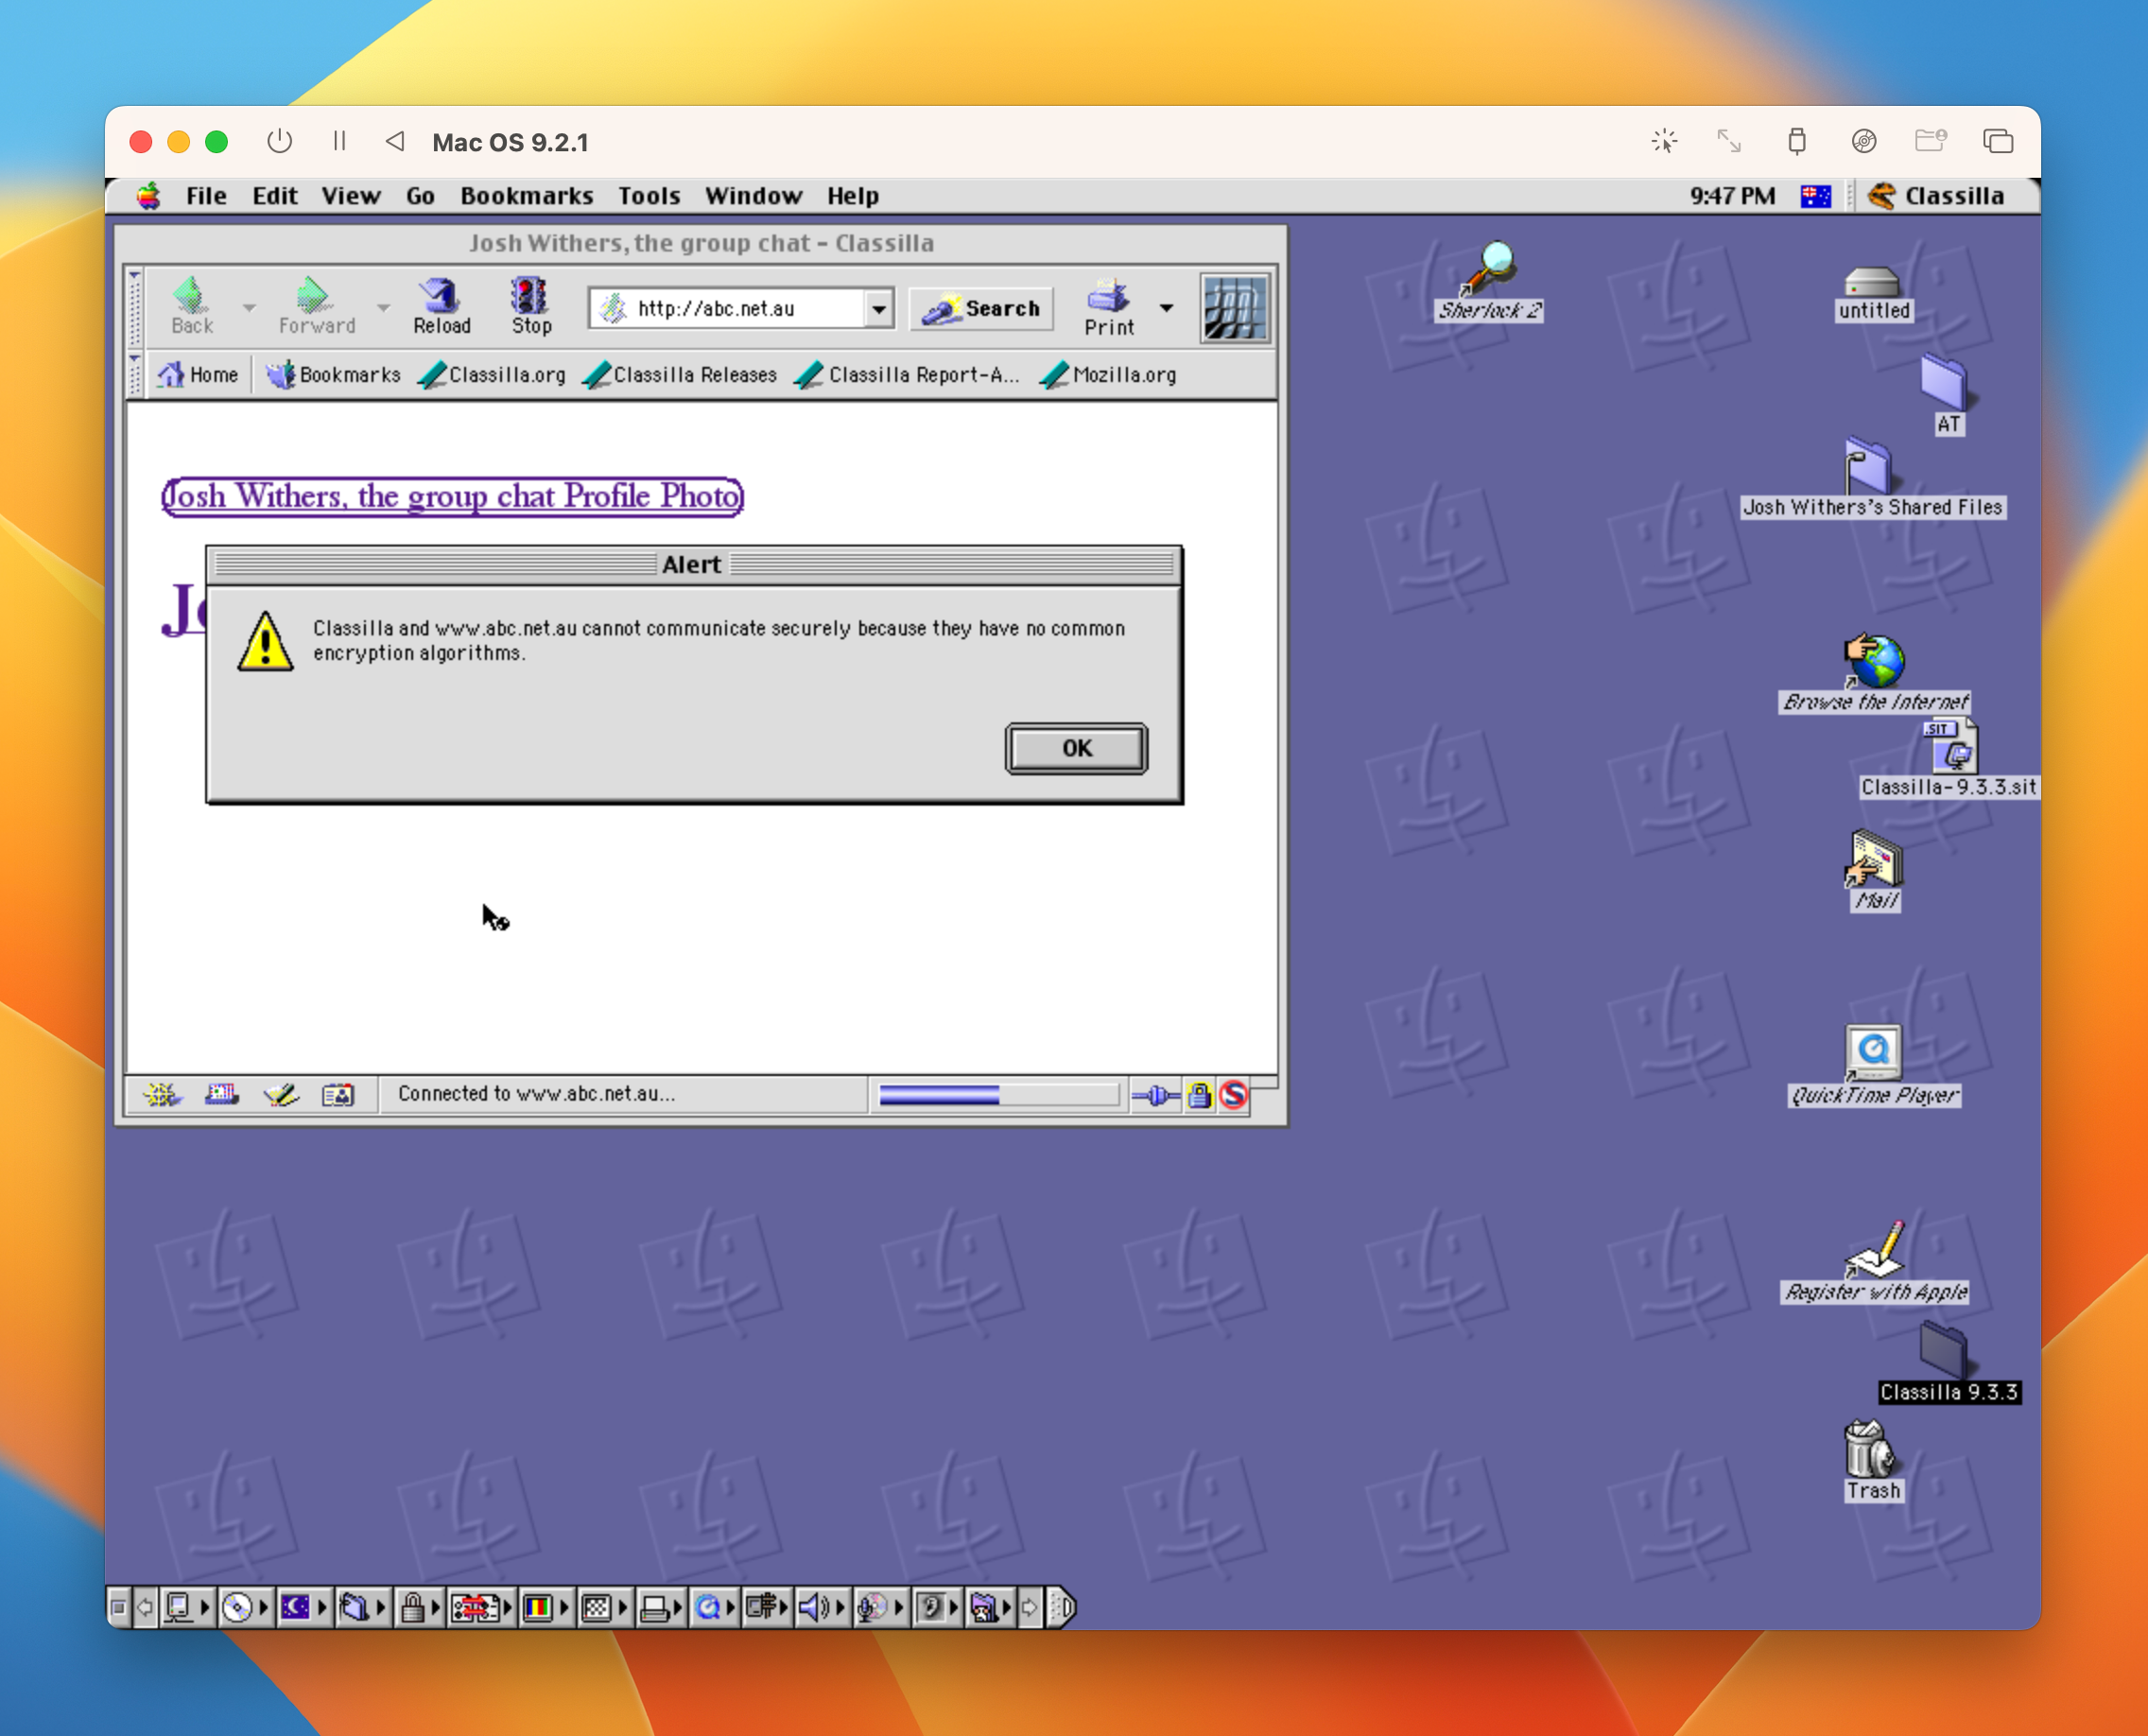 Mac OS 9.2.1
File Edit View Go Bookmarks Tools Window Help 9:47 PM Classilla
Josh Withers, the group chat - Classilla
Back Forward Reload Stop http://abc.net.au Search Print
Home Bookmarks Classilla.org Classilla Releases Classilla Report-A... Mozilla.org
Josh Withers, the group chat Profile Photo
Alert
Classilla and www.abc.net.au cannot communicate securely because they have no common
encryption algorithms.
OK
Connected to www.abc.net.au...
Sherlock 2
untitled
AT
Josh Withers's Shared Files
Browse the Internet
.SIT
Classilla-9.3.3.sit
Mail
QuickTime Player
Register with Apple
Classilla 9.3.3
Trash